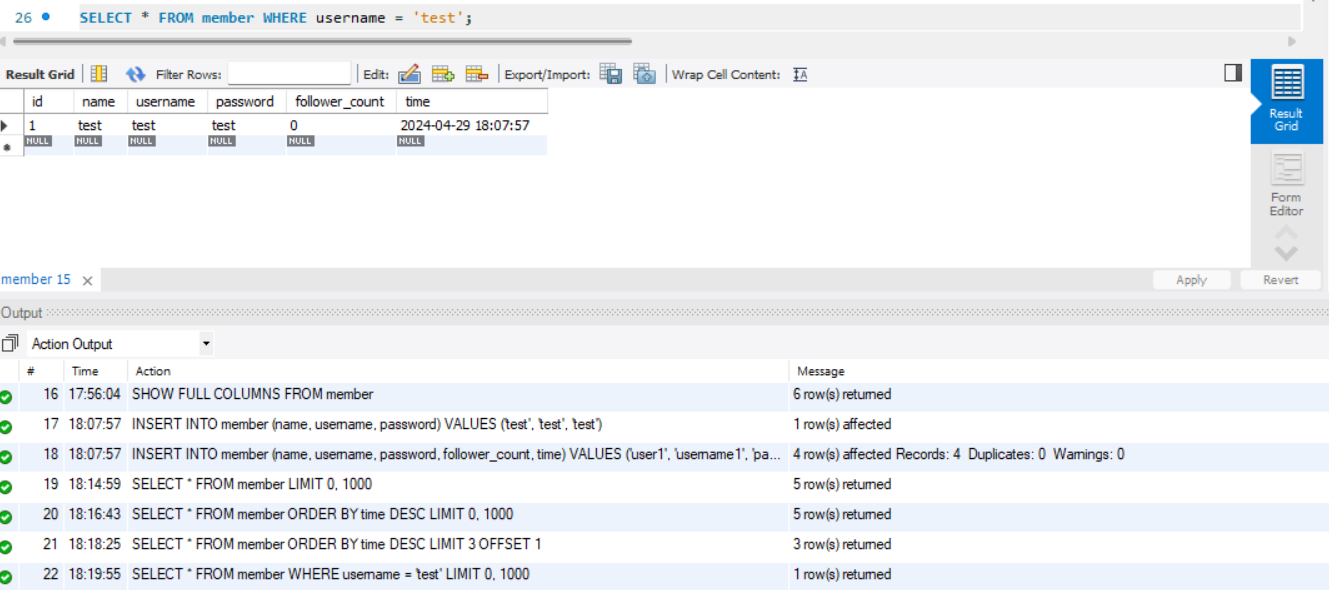 26 SELECT * FROM member WHERE username = 'test';
Result Grid Filter Rows: Edit: Export/Import: Wrap Cell Content:
id name username password follower_count time
1 test test test 0 2024-04-29 18:07:57
NULL NULL NULL NULL NULL NULL
Result
Grid
Form
Editor
member 15
Apply Revert
Output
Action Output
# Time Action Message
16 17:56:04 SHOW FULL COLUMNS FROM member 6 row(s) returned
17 18:07:57 INSERT INTO member (name, username, password) VALUES ('test', 'test', 'test') 1 row(s) affected
18 18:07:57 INSERT INTO member (name, username, password, follower_count, time) VALUES ('user1', 'username1', 'pa... 4 row(s) affected Records: 4 Duplicates: 0 Warnings: 0
19 18:14:59 SELECT * FROM member LIMIT 0, 1000 5 row(s) returned
20 18:16:43 SELECT * FROM member ORDER BY time DESC LIMIT 0, 1000 5 row(s) returned
21 18:18:25 SELECT * FROM member ORDER BY time DESC LIMIT 3 OFFSET 1 3 row(s) returned
22 18:19:55 SELECT * FROM member WHERE username = 'test' LIMIT 0, 1000 1 row(s) returned